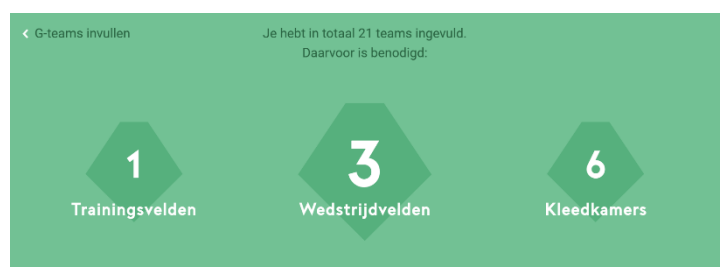 G-teams invullen
Je hebt in totaal 21 teams ingevuld.
Daarvoor is benodigd:
1
Trainingsvelden
3
Wedstrijdvelden
6
Kleedkamers